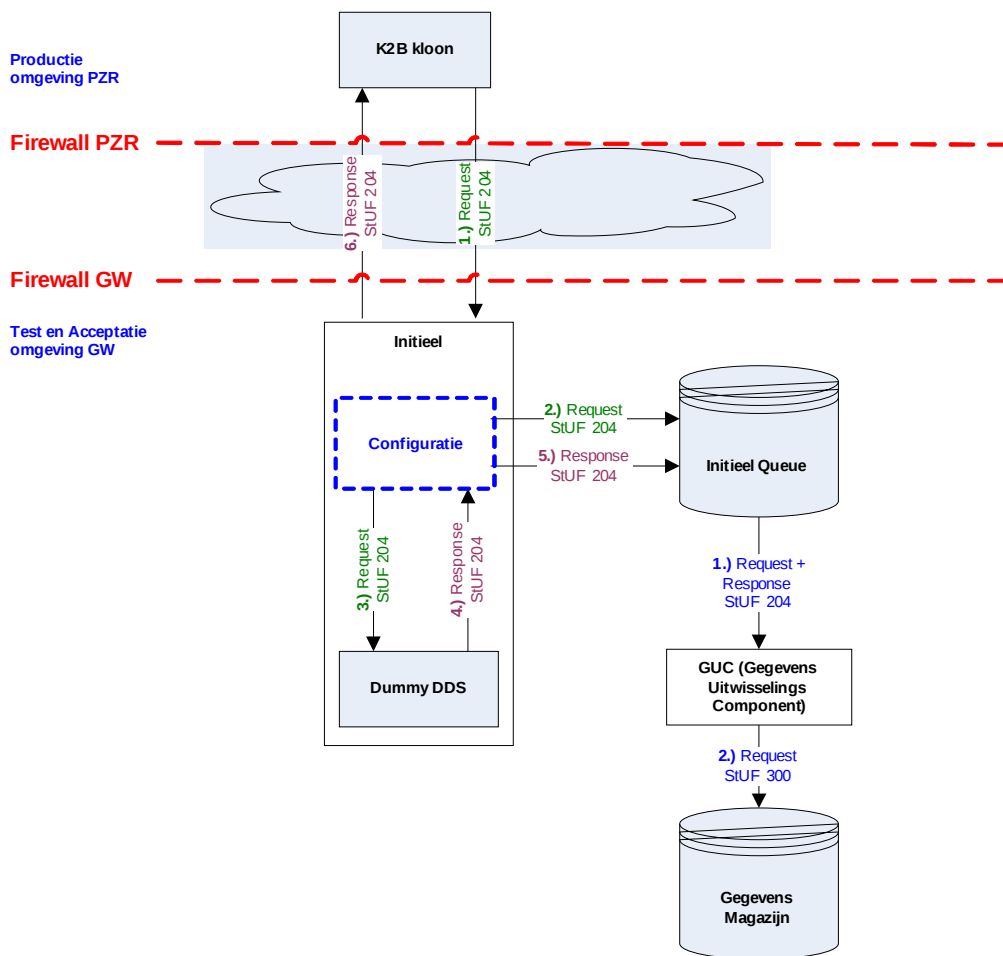 K2B kloon
Productie
omgeving PZR
Firewall PZR
6.) Response
StUF 204
1.) Request
StUF 204
Firewall GW
Test en Acceptatie
omgeving GW
Initieel
Configuratie
2.) Request
StUF 204
5.) Response
StUF 204
Initieel Queue
3.) Request
StUF 204
4.) Response
StUF 204
1.) Request +
Response
StUF 204
Dummy DDS
GUC (Gegevens
Uitwisselings
Component)
2.) Request
StUF 300
Gegevens
Magazijn